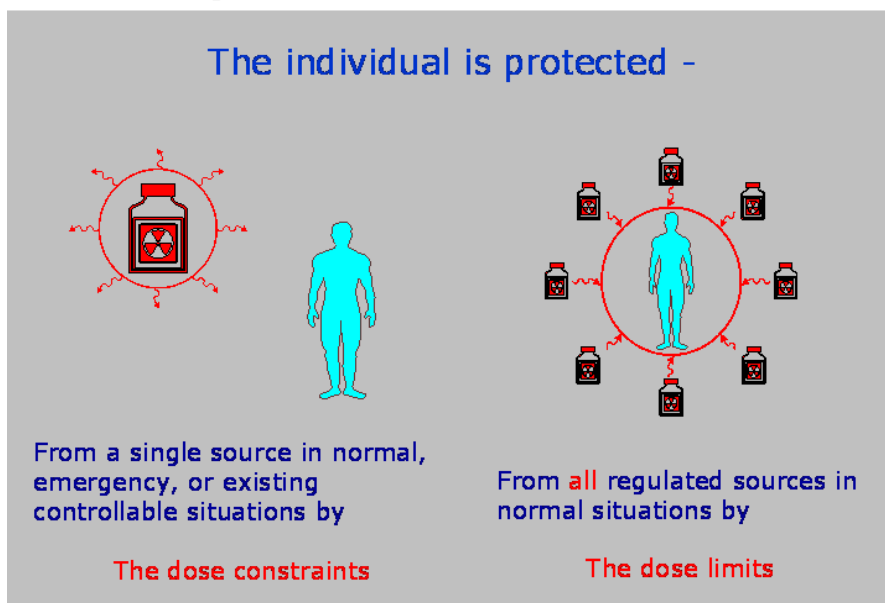 The individual is protected -
From a single source in normal,
emergency, or existing
controllable situations by
The dose constraints
From all regulated sources in
normal situations by
The dose limits